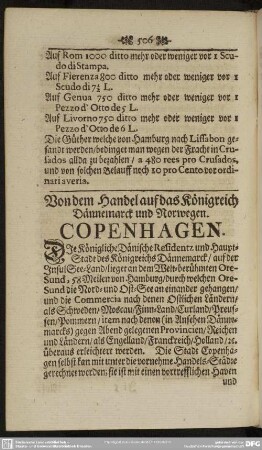 506
Auf Rom 1000 ditto mehr oder weniger vor 1 Scu-
do di Stampa.
Auf Fierenza 800 ditto mehr oder weniger vor 1
Scudo di 7½ L.
Auf Genua 750 ditto mehr oder weniger vor 1
Pezzo d' Otto de 5 L.
Auf Livorno 750 ditto mehr oder weniger vor 1
Pezzo d' Otto de 6 L.
Die Güther welche von Hamburg nach Lissabon ge-
sandt werden/ bedinget man wegen der Fracht in Cru-
sados allda zu bezahlen / a 480 rees pro Crusados,
und von solchen Belauff noch 10 pro Cento vor ordi-
nari averia.
Von dem Handel auf das Königreich
Dännemarck und Norwegen.
COPENHAGEN.
DIe Königliche Dänische Residentz und Haupt-
Stadt des Königreichs Dännemarck/ auf der
Insul See-Land/ lieget an dem Welt-berühmten Ore-
Sund, 58 Meilen von Hamburg/ durch welchen Ore-
Sund die Nord- und Ost-See an einander gehangen/
und die Commercia nach denen Ostlichen Ländern/
als Schweden/ Moscau/ Finn-Land/ Curland/ Preus-
sen/ Pommern/ item nach denen (in Ansehen Dänne-
marcks) gegen Abend gelegenen Provincien/ Reichen
und Ländern/ als Engelland/ Franckreich/ Holland/ ꝛc.
überaus erleichtert werden. Die Stadt Copenha-
gen selbst kan mit unter die vornehme Handels-Städte
gerechnet werden; sie ist mit einen vortrefflichen Haven
und